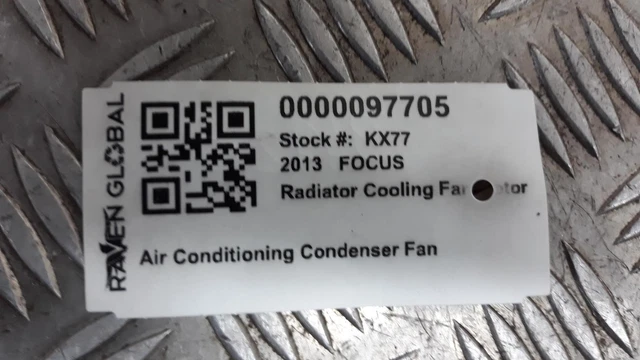 RAVEN GLOBAL
0000097705
Stock #: KX77
2013 FOCUS
Radiator Cooling
Air Conditioning Condenser Fan